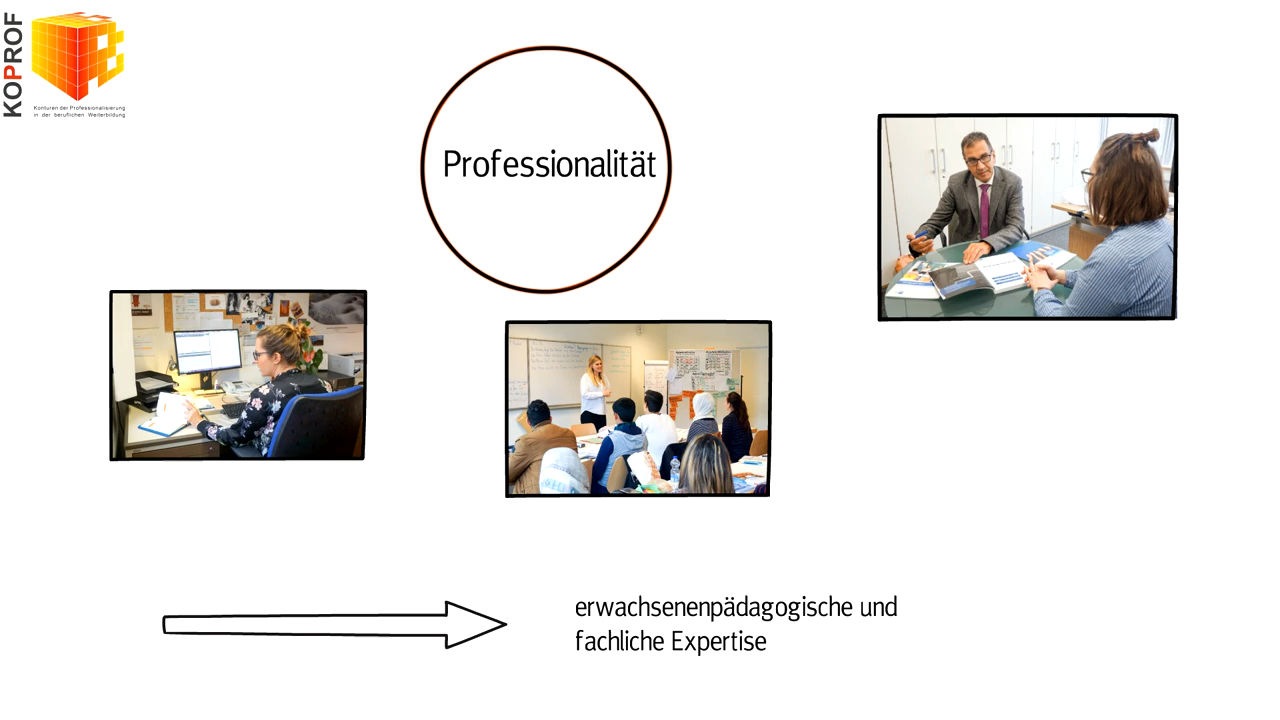 KOPROF
Konturen der Professionalisierung
in der beruflichen Weiterbildung
Professionalität
erwachsenenpädagogische und
fachliche Expertise